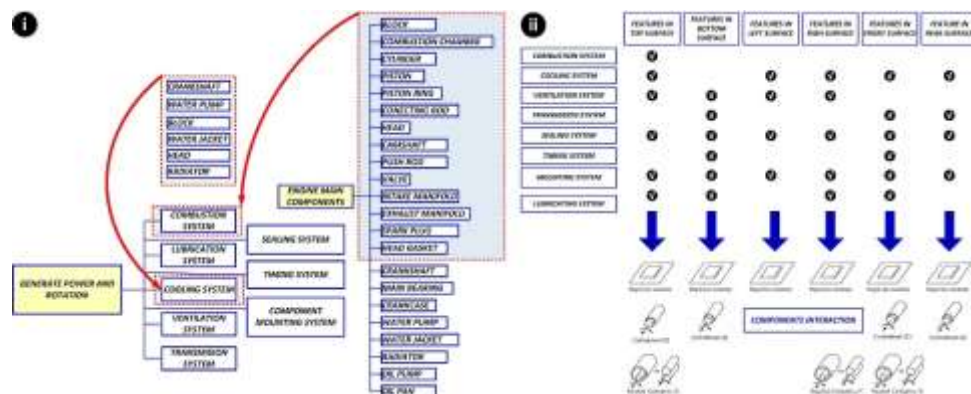 i
CRANKSHAFT
WATER PUMP
BLOCK
WATER JACKET
HEAD
RADIATOR
GENERATE POWER AND
ROTATION
COMBUSTION
SYSTEM
LUBRICATION
SYSTEM
COOLING SYSTEM
VENTILATION
SYSTEM
TRANSMISSION
SYSTEM
SEALING SYSTEM
TIMING SYSTEM
COMPONENT
MOUNTING SYSTEM
ENGINE MAIN
COMPONENTS
BLOCK
COMBUSTION CHAMBER
CYLINDER
PISTON
PISTON RING
CONECTING ROD
HEAD
CAMSHAFT
PUSH ROD
VALVE
INTAKE MANIFOLD
EXHAUST MANIFOLD
SPARK PLUG
HEAD GASKET
CRANKSHAFT
MAIN BEARING
CRANCASE
WATER PUMP
WATER JACKET
RADIATOR
OIL PUMP
OIL PAN
ii
FEATURES IN
TOP SURFACE
FEATURES IN
BOTTOM
SURFACE
FEATURES IN
LEFT SURFACE
FEATURES IN
RIGH SURFACE
FEATURES IN
FRONT SURFACE
FEATURES IN
REAR SURFACE
COMBUSTION SYSTEM
COOLING SYSTEM
VENTILATION SYSTEM
TRANSMISSION SYSTEM
SEALING SYSTEM
TIMING SYSTEM
MOUNTING SYSTEM
LUBRICATING SYSTEM
COMPONENTS INTERACTION